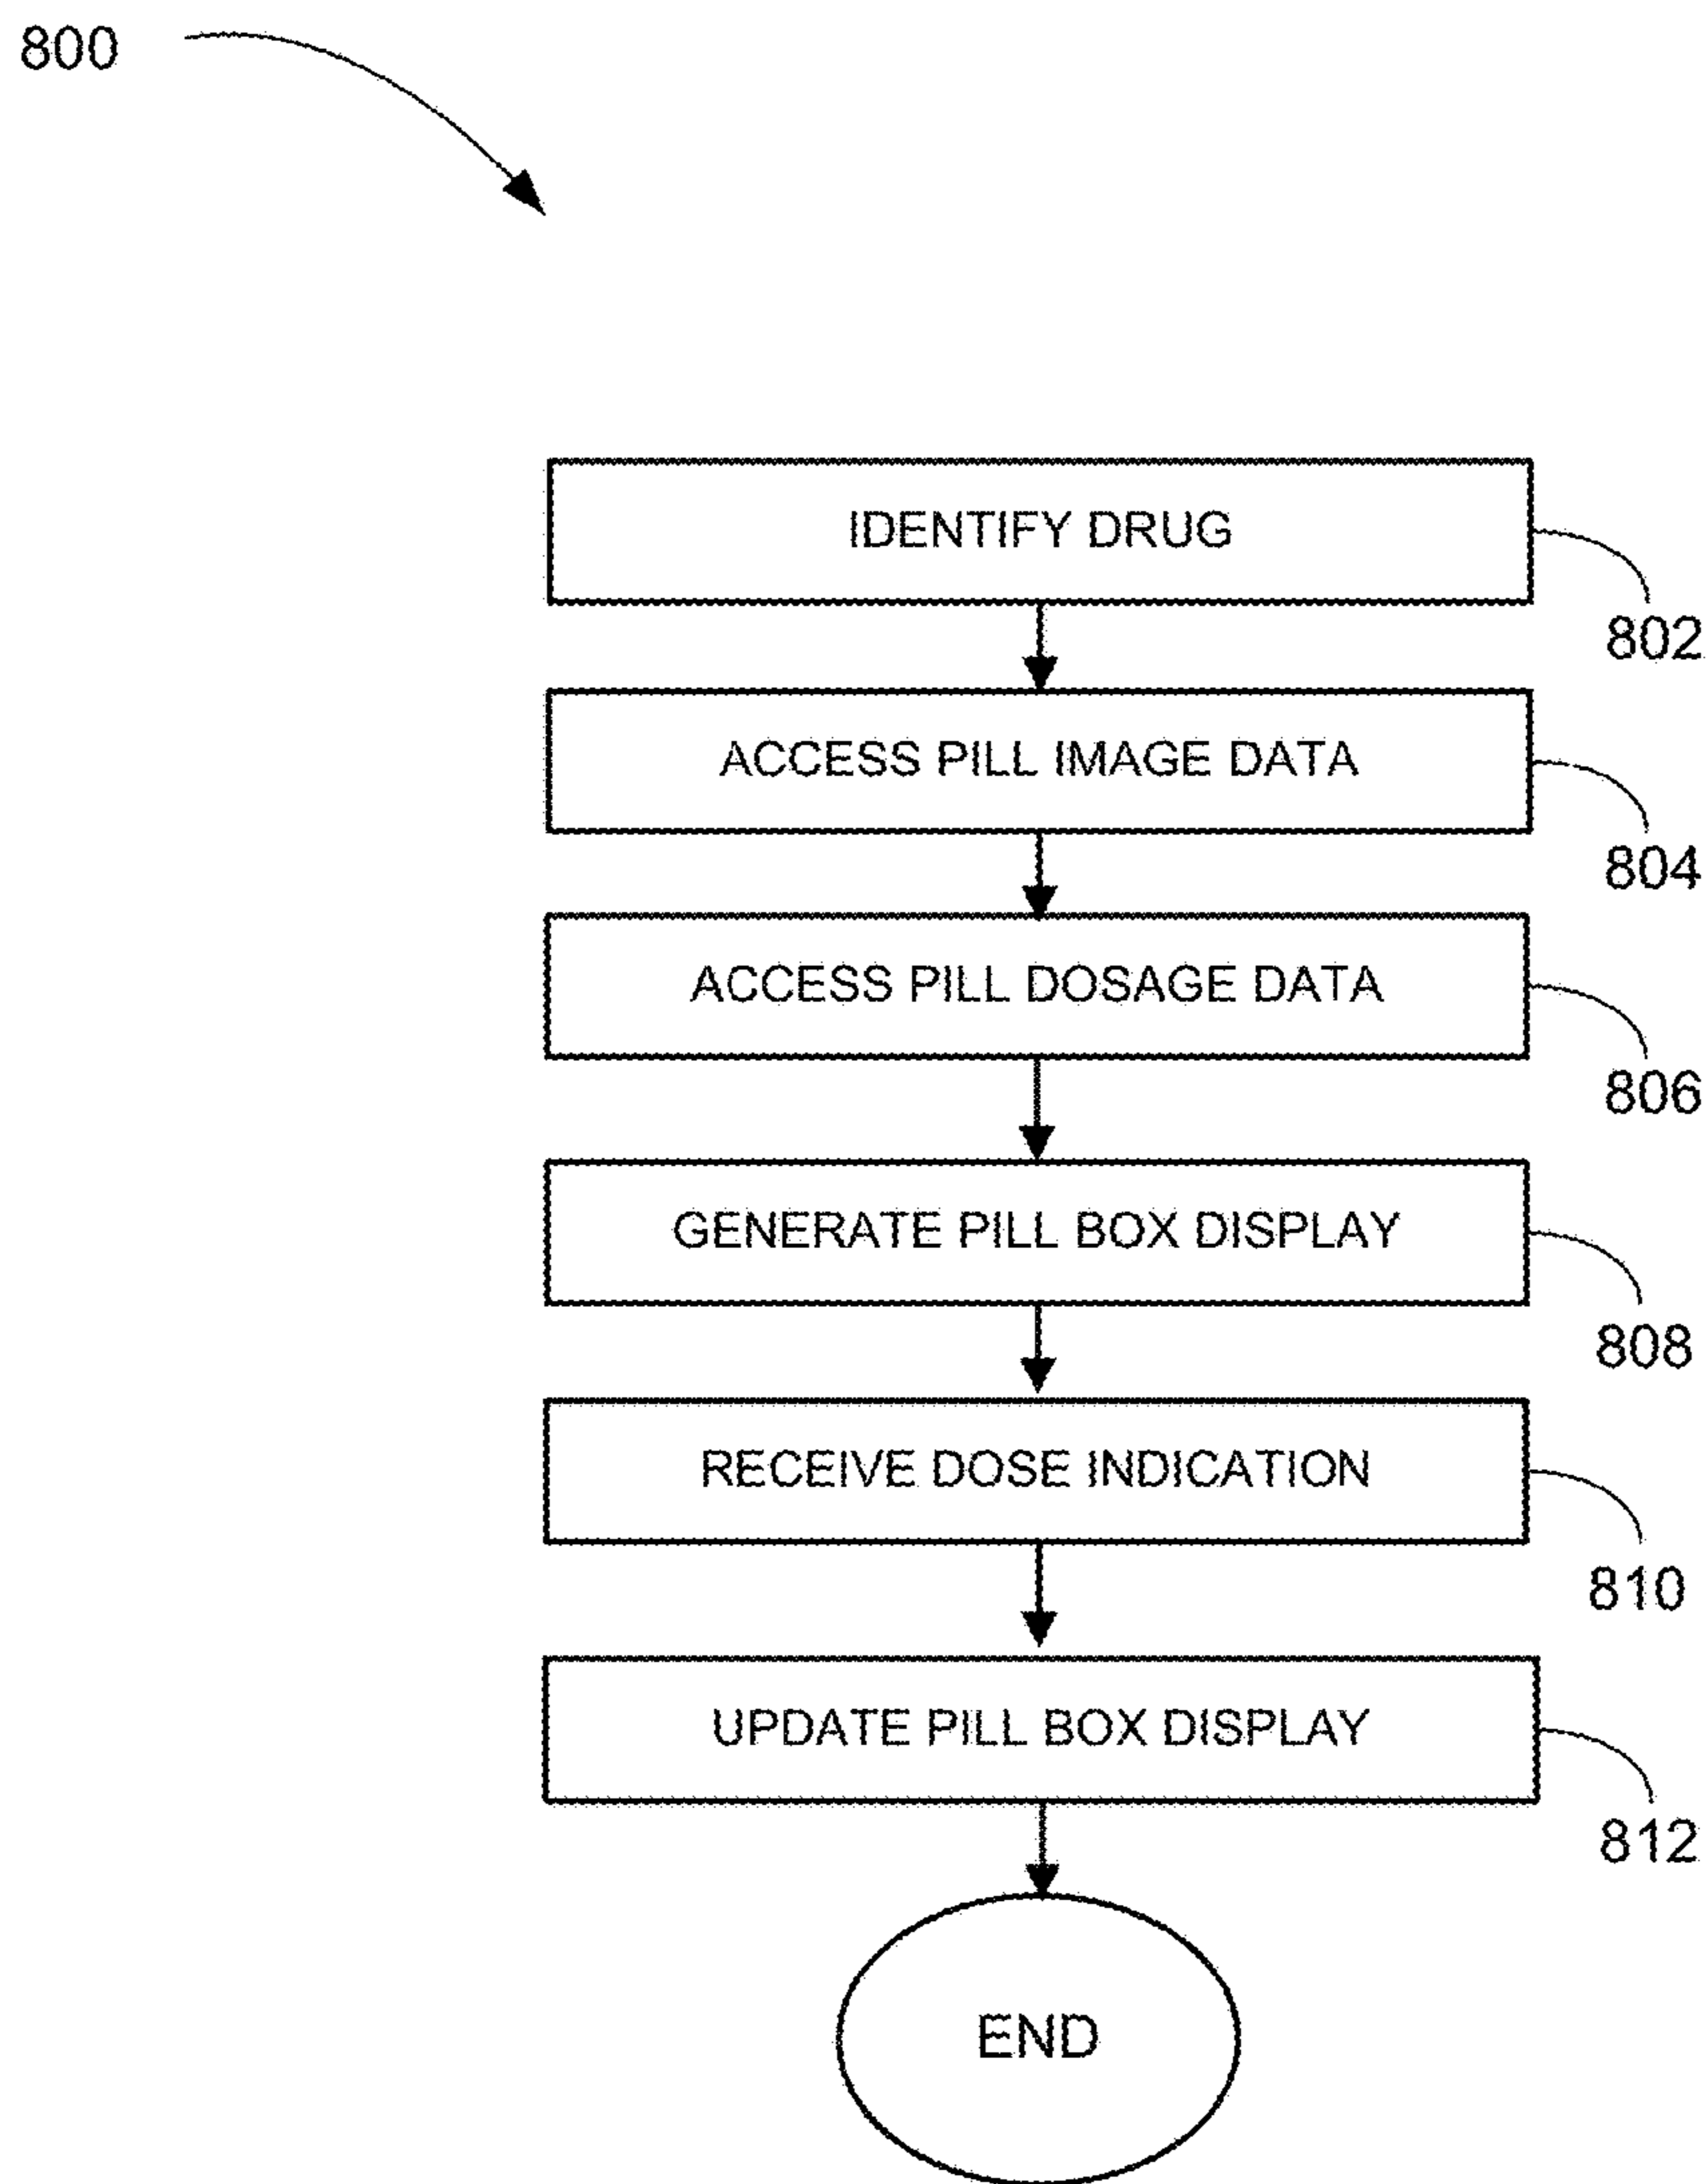 800
IDENTIFY DRUG
802
ACCESS PILL IMAGE DATA
804
ACCESS PILL DOSAGE DATA
806
GENERATE PILL BOX DISPLAY
808
RECEIVE DOSE INDICATION
810
UPDATE PILL BOX DISPLAY
812
END